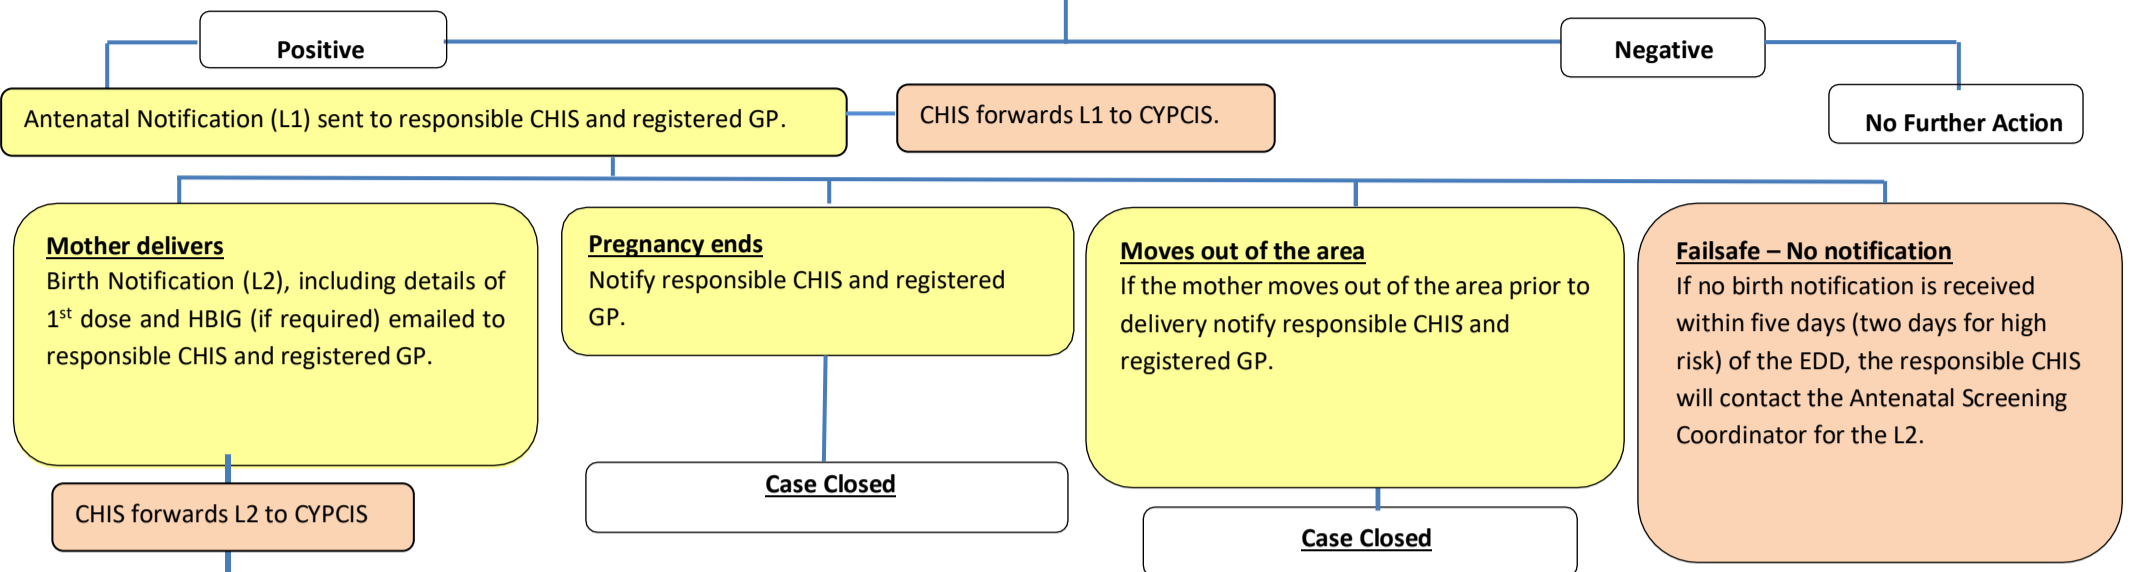 Positive
Negative
Antenatal Notification (L1) sent to responsible CHIS and registered GP.
CHIS forwards L1 to CYPCIS.
No Further Action
Mother delivers
Birth Notification (L2), including details of
1st dose and HBIG (if required) emailed to
responsible CHIS and registered GP.
CHIS forwards L2 to CYPCIS
Pregnancy ends
Notify responsible CHIS and registered
GP.
Case Closed
Moves out of the area
If the mother moves out of the area prior to
delivery notify responsible CHIS and
registered GP.
Case Closed
Failsafe – No notification
If no birth notification is received
within five days (two days for high
risk) of the EDD, the responsible CHIS
will contact the Antenatal Screening
Coordinator for the L2.